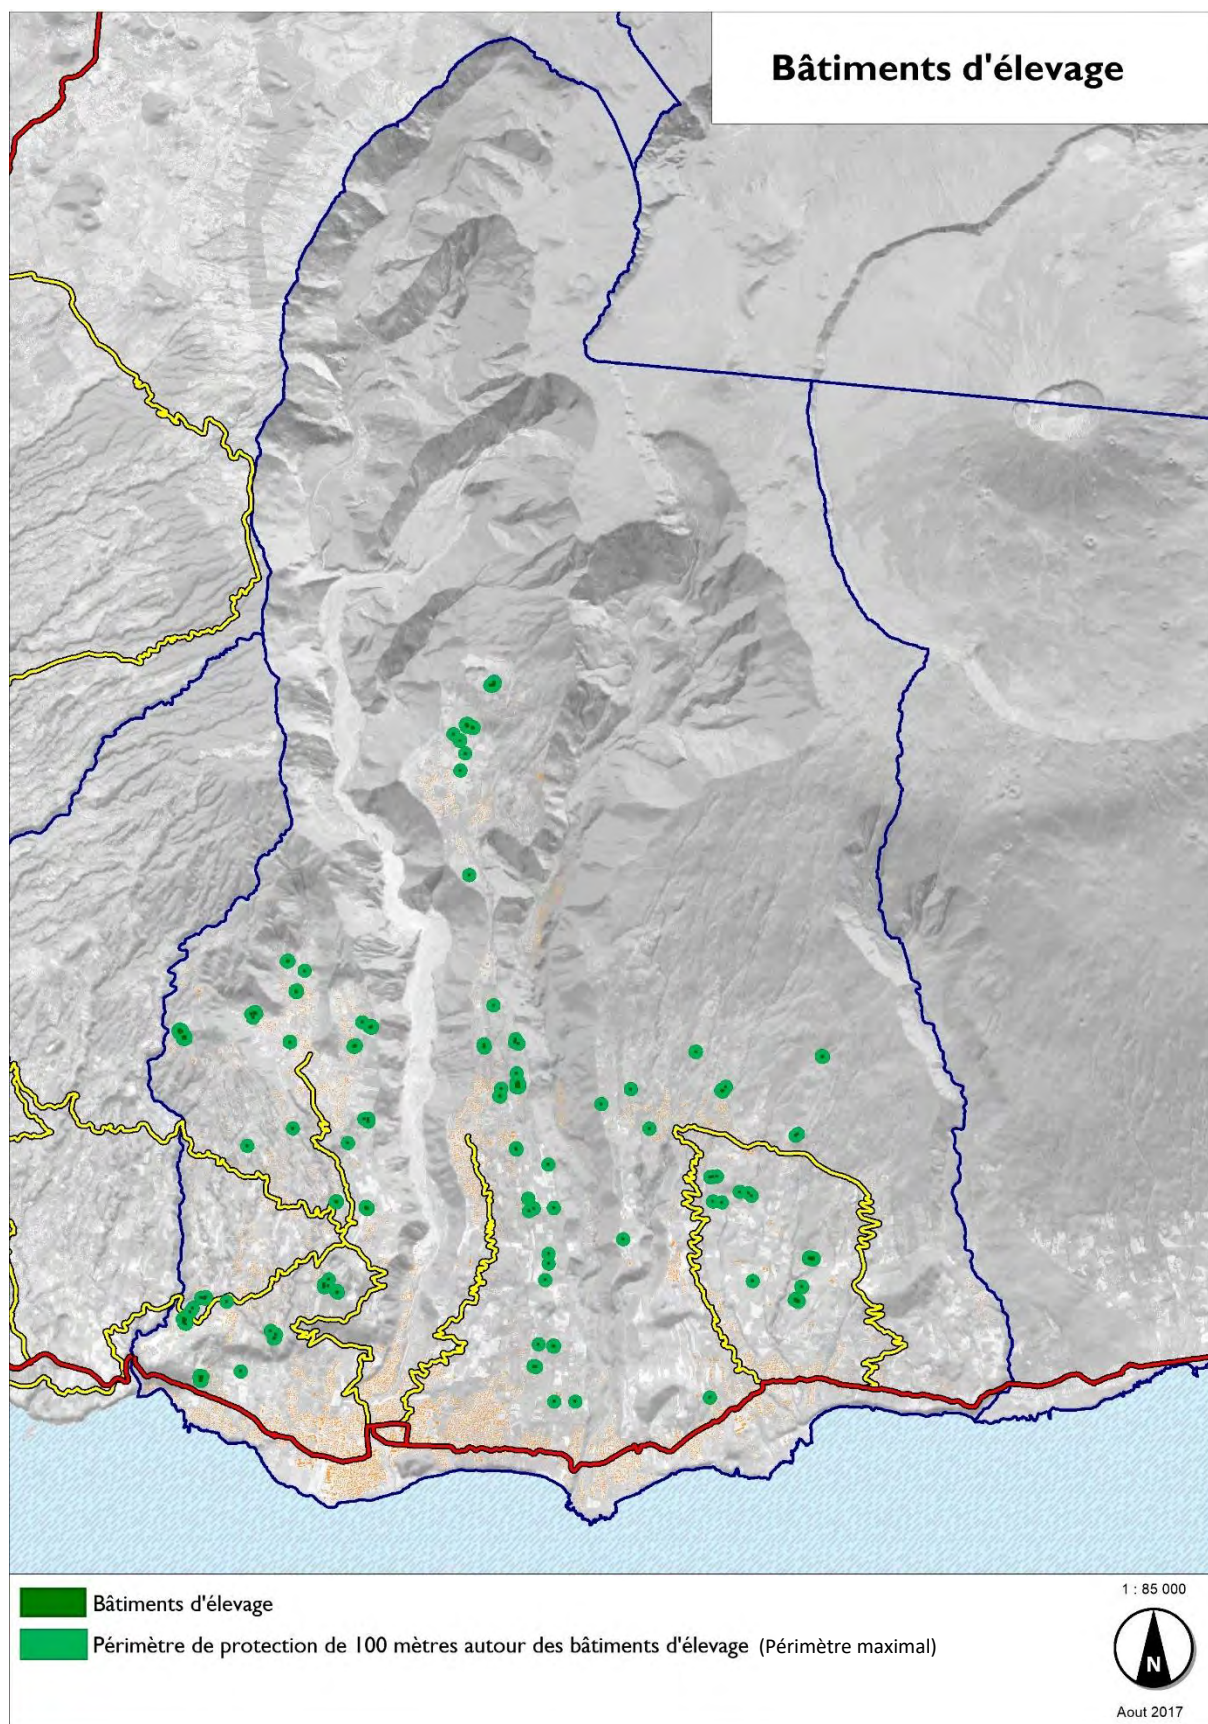 Bâtiments d'élevage
Bâtiments d'élevage
Périmètre de protection de 100 mètres autour des bâtiments d'élevage (Périmètre maximal)
1 : 85 000
N
Aout 2017